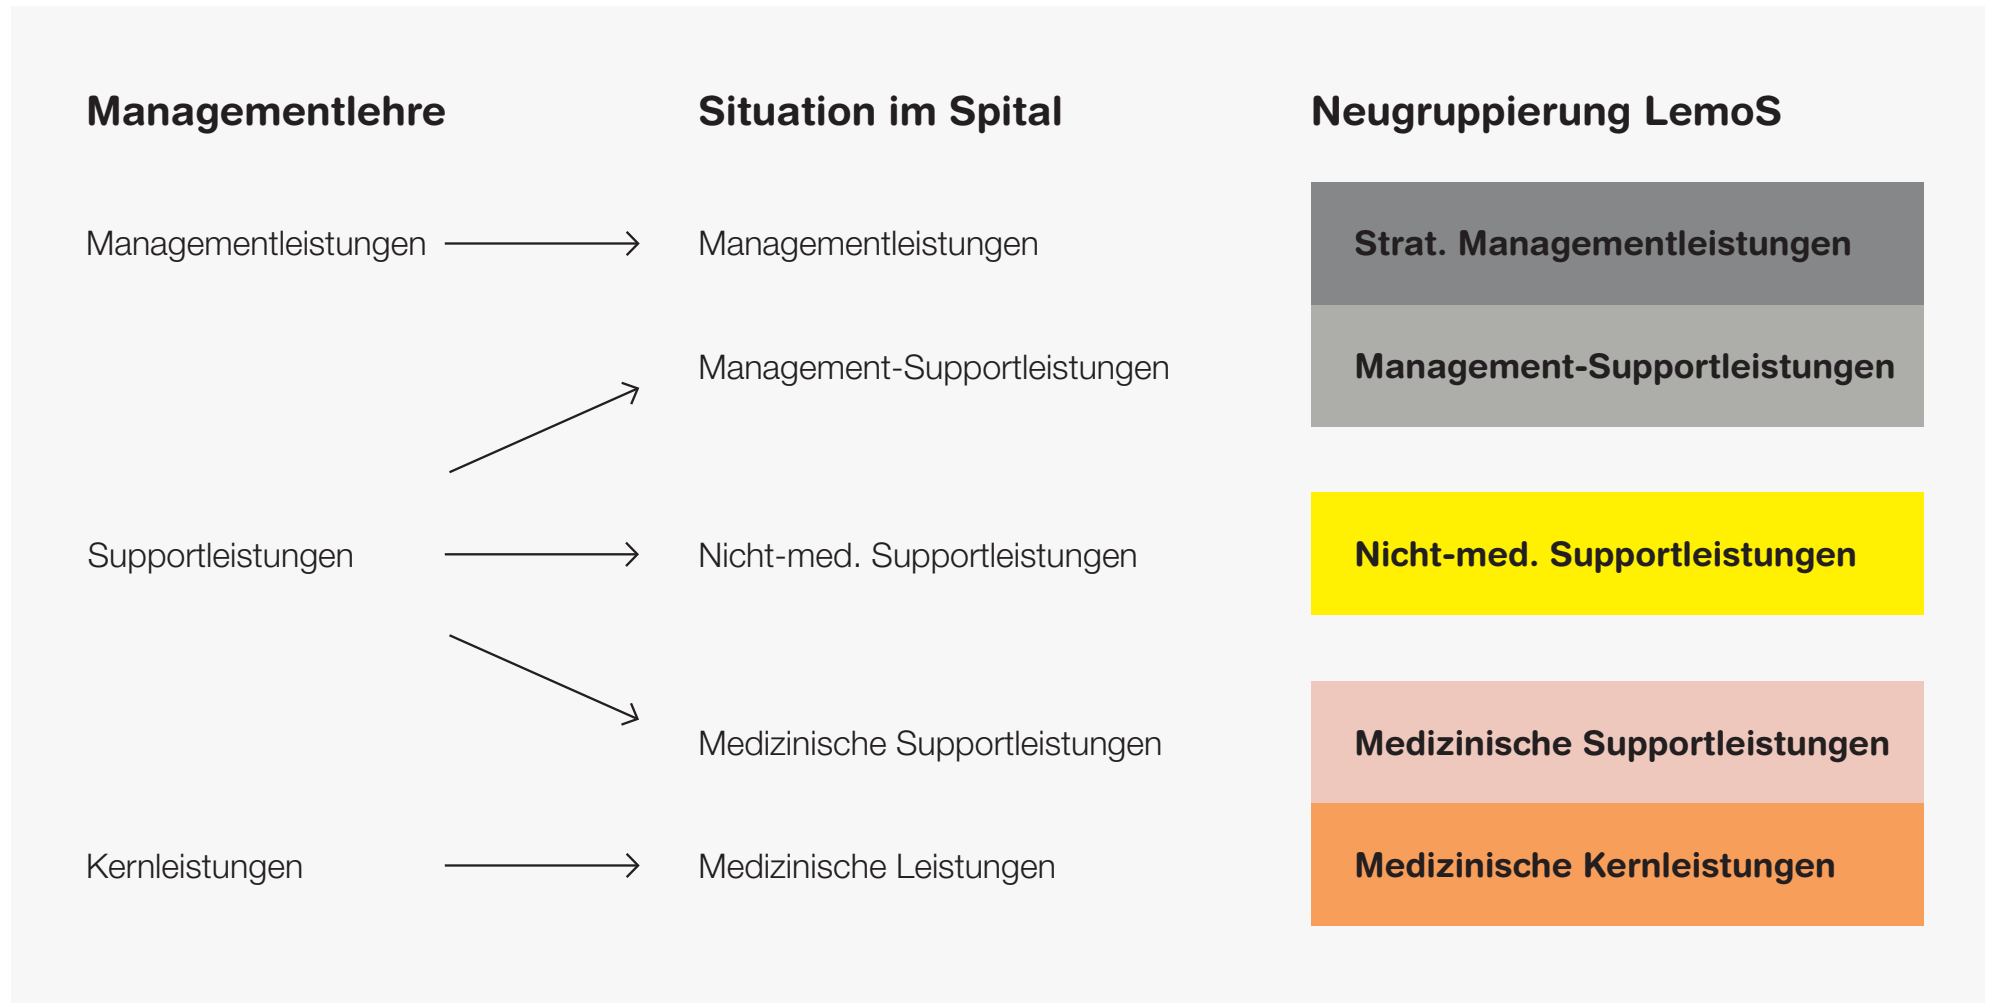 Managementlehre
Situation im Spital
Neugruppierung LemoS
Managementleistungen
Managementleistungen
Strat. Managementleistungen
Management-Supportleistungen
Management-Supportleistungen
Supportleistungen
Nicht-med. Supportleistungen
Nicht-med. Supportleistungen
Medizinische Supportleistungen
Medizinische Supportleistungen
Kernleistungen
Medizinische Leistungen
Medizinische Kernleistungen